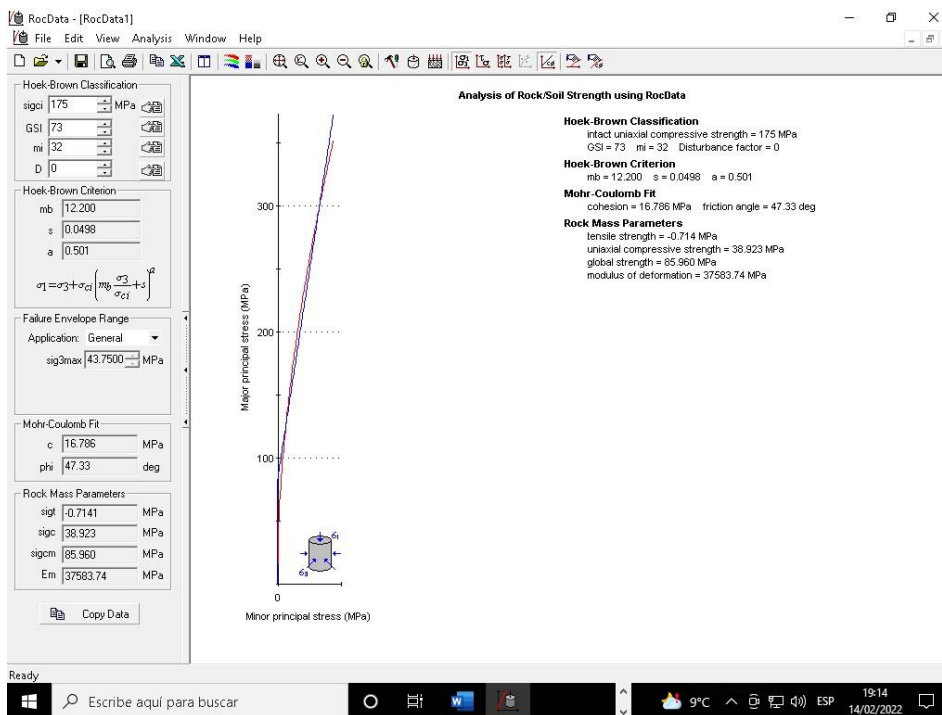 RocData - [RocData1]
File Edit View Analysis Window Help
Hoek-Brown Classification
sigci 175 MPa
GSI 73
mi 32
D 0
Hoek-Brown Criterion
mb 12.200
s 0.0498
a 0.501
σ1=σ3+σci(mb σ3/σci+s)^a
Failure Envelope Range
Application: General
sig3max 43.7500 MPa
Mohr-Coulomb Fit
c 16.786 MPa
phi 47.33 deg
Rock Mass Parameters
sigt -0.7141 MPa
sigc 38.923 MPa
sigcm 85.960 MPa
Em 37583.74 MPa
Copy Data
Analysis of Rock/Soil Strength using RocData
Hoek-Brown Classification
intact uniaxial compressive strength = 175 MPa
GSI = 73 mi = 32 Disturbance factor = 0
Hoek-Brown Criterion
mb = 12.200 s = 0.0498 a = 0.501
Mohr-Coulomb Fit
cohesion = 16.786 MPa friction angle = 47.33 deg
Rock Mass Parameters
tensile strength = -0.714 MPa
uniaxial compressive strength = 38.923 MPa
global strength = 85.960 MPa
modulus of deformation = 37583.74 MPa
Major principal stress (MPa)
300
200
100
σ1
σ3
0
Minor principal stress (MPa)
Ready
Escribe aquí para buscar
9°C ESP
19:14
14/02/2022